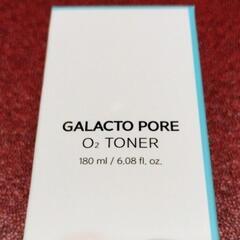 GALACTO PORE
O₂ TONER
180 ml / 6.08 fl. oz.